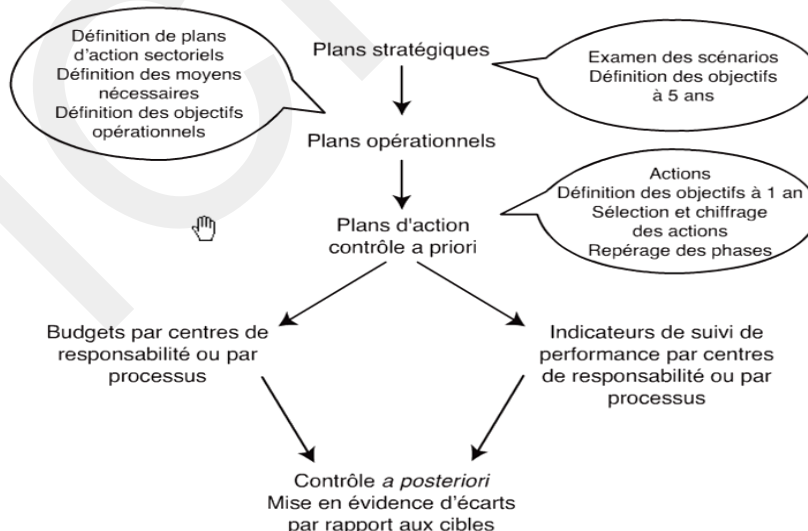 Définition de plans
d'action sectoriels
Définition des moyens
nécessaires
Définition des objectifs
opérationnels
Plans stratégiques
Examen des scénarios
Définition des objectifs
à 5 ans
Plans opérationnels
Plans d'action
contrôle a priori
Actions
Définition des objectifs à 1 an
Sélection et chiffrage
des actions
Repérage des phases
Budgets par centres de
responsabilité ou par
processus
Indicateurs de suivi de
performance par centres
de responsabilité ou par
processus
Contrôle a posteriori
Mise en évidence d'écarts
par rapport aux cibles